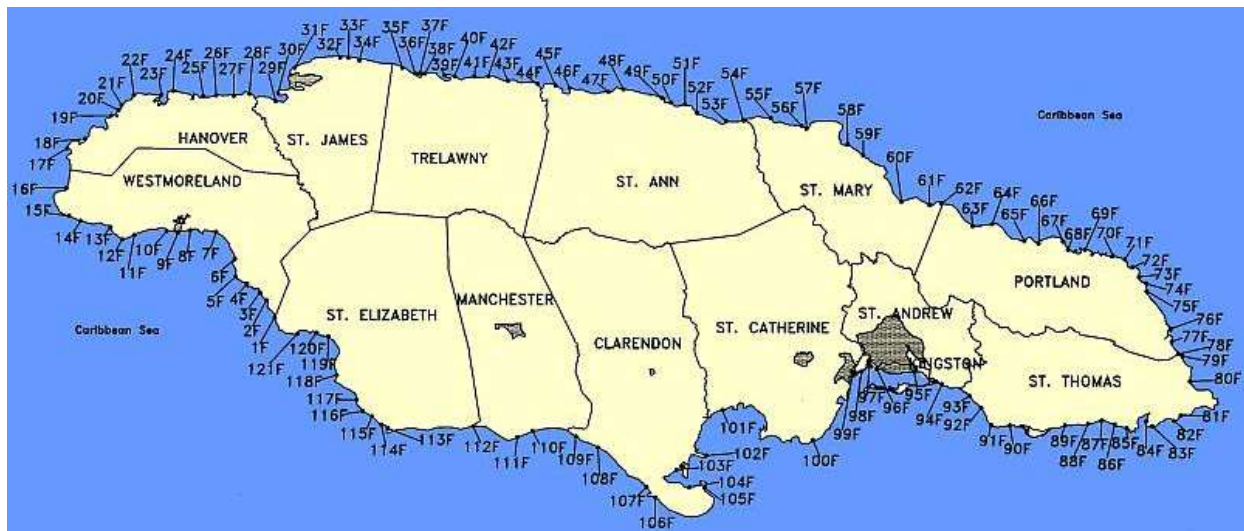 31F 33F 35F 37F
30F 32F 34F 36F 38F 40F 42F
28F 29F 39F 41F 43F 45F
26F 27F 44F 46F 48F
24F 25F 47F 49F 51F
22F 23F 50F 52F 54F
21F 53F 55F 57F
20F 56F 58F
19F 59F
18F 60F
17F 61F 62F
16F 63F 64F
15F 65F 66F
14F 67F 68F 69F
13F 70F 71F
12F 72F
11F 73F
10F 74F
9F 75F
8F 76F
7F 77F
6F 78F
5F 79F
4F 80F
3F 81F
2F 82F
1F 83F
Caribbean Sea
HANOVER
ST. JAMES
TRELAWNY
ST. ANN
ST. MARY
WESTMORELAND
PORTLAND
Caribbean Sea
ST. ELIZABETH
MANCHESTER
CLARENDON
ST. CATHERINE
ST. ANDREW
KINGSTON
ST. THOMAS
121F 120F 119F
118F 117F 116F
115F 114F 113F
112F 111F 110F
109F 108F 107F
106F 105F 104F
103F 102F 101F
100F 99F 98F
97F 96F 95F
94F 93F 92F
91F 90F 89F
88F 87F 86F
85F 84F